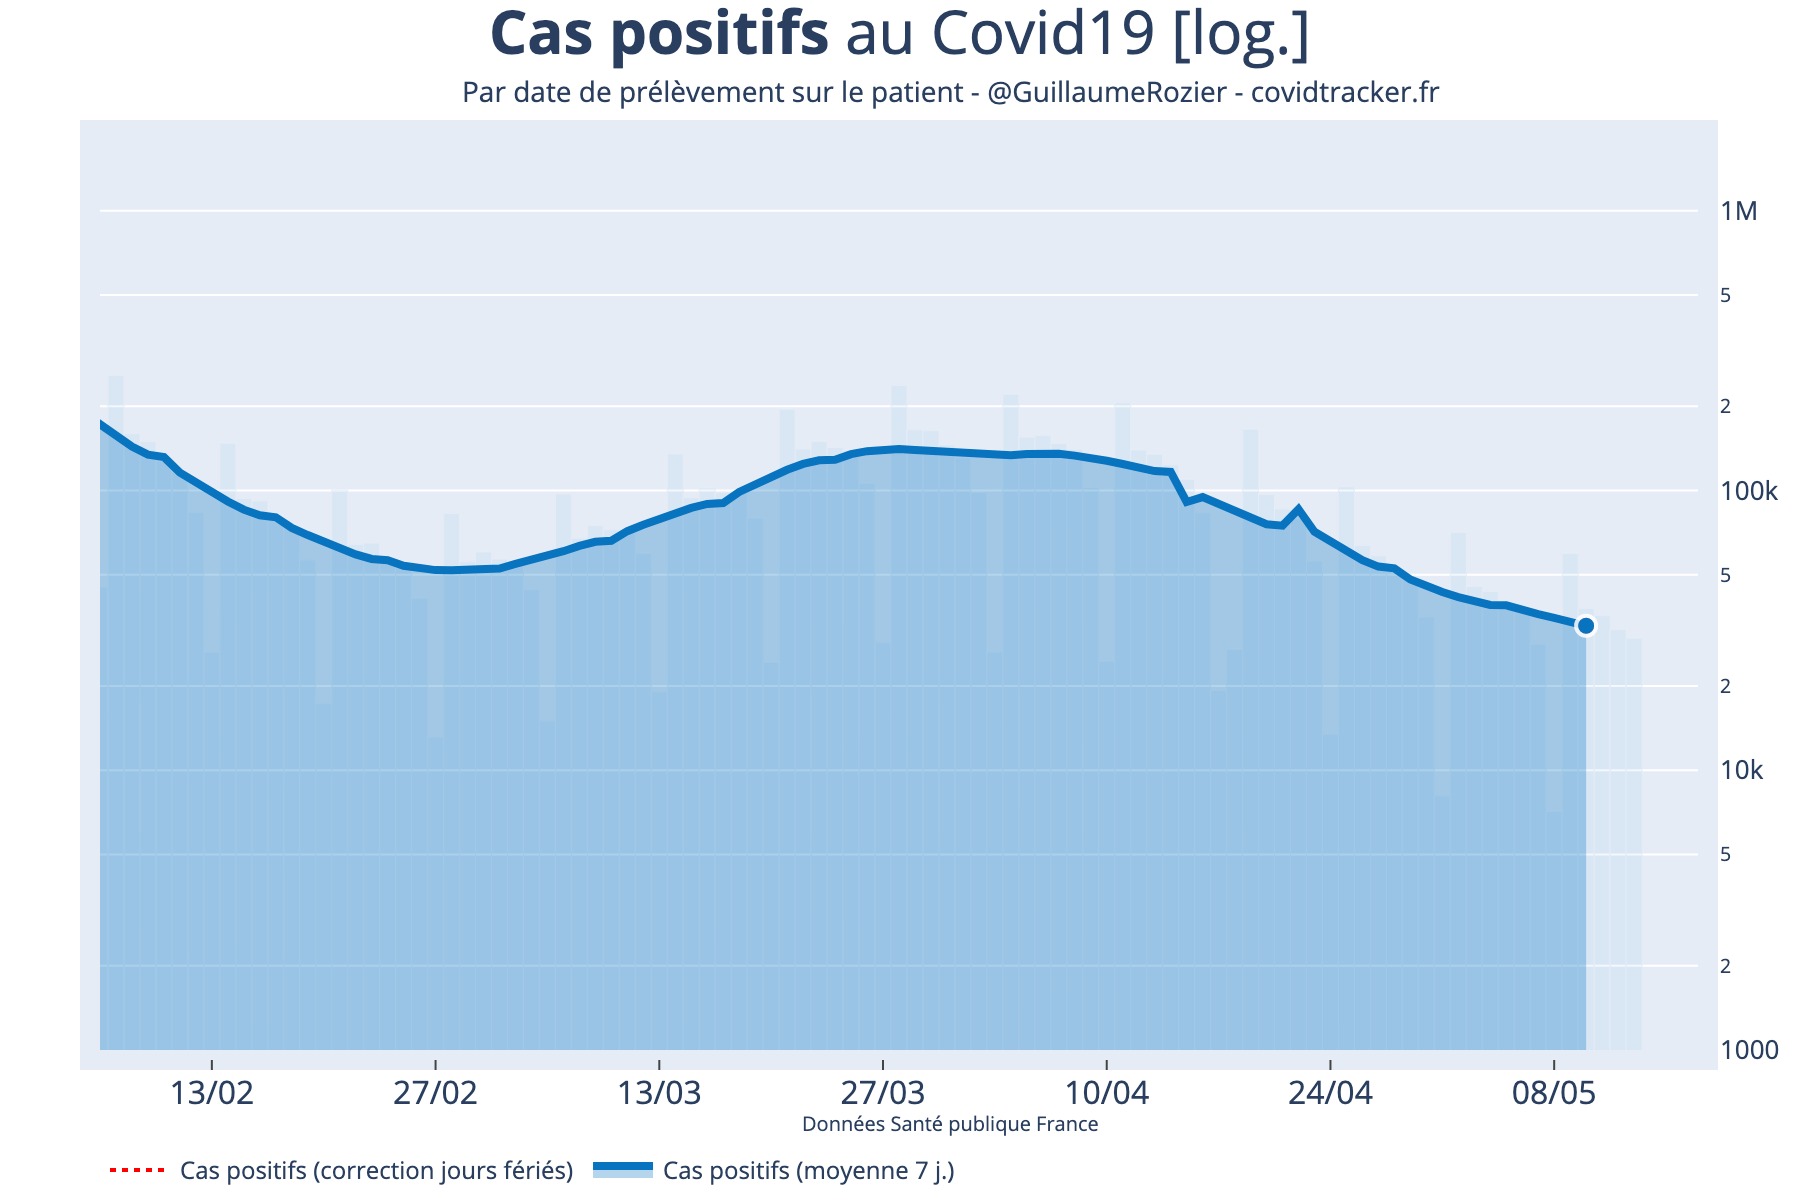 Cas positifs au Covid19 [log.]
Par date de prélèvement sur le patient - @GuillaumeRozier - covidtracker.fr
1M
5
2
100k
5
2
10k
5
2
1000
13/02 27/02 13/03 27/03 10/04 24/04 08/05
Données Santé publique France
Cas positifs (correction jours fériés) Cas positifs (moyenne 7 j.)